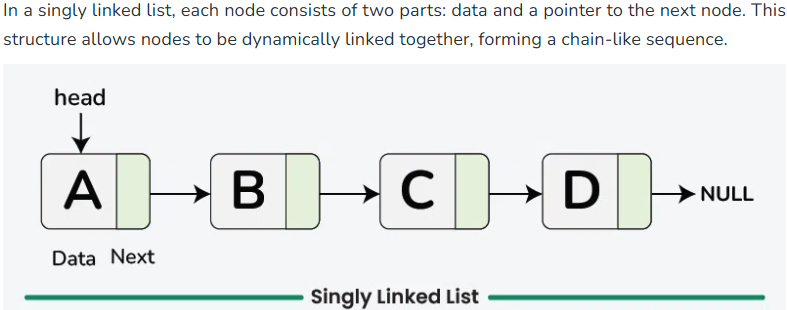 In a singly linked list, each node consists of two parts: data and a pointer to the next node. This
structure allows nodes to be dynamically linked together, forming a chain-like sequence.
head
A B C D NULL
Data Next
Singly Linked List